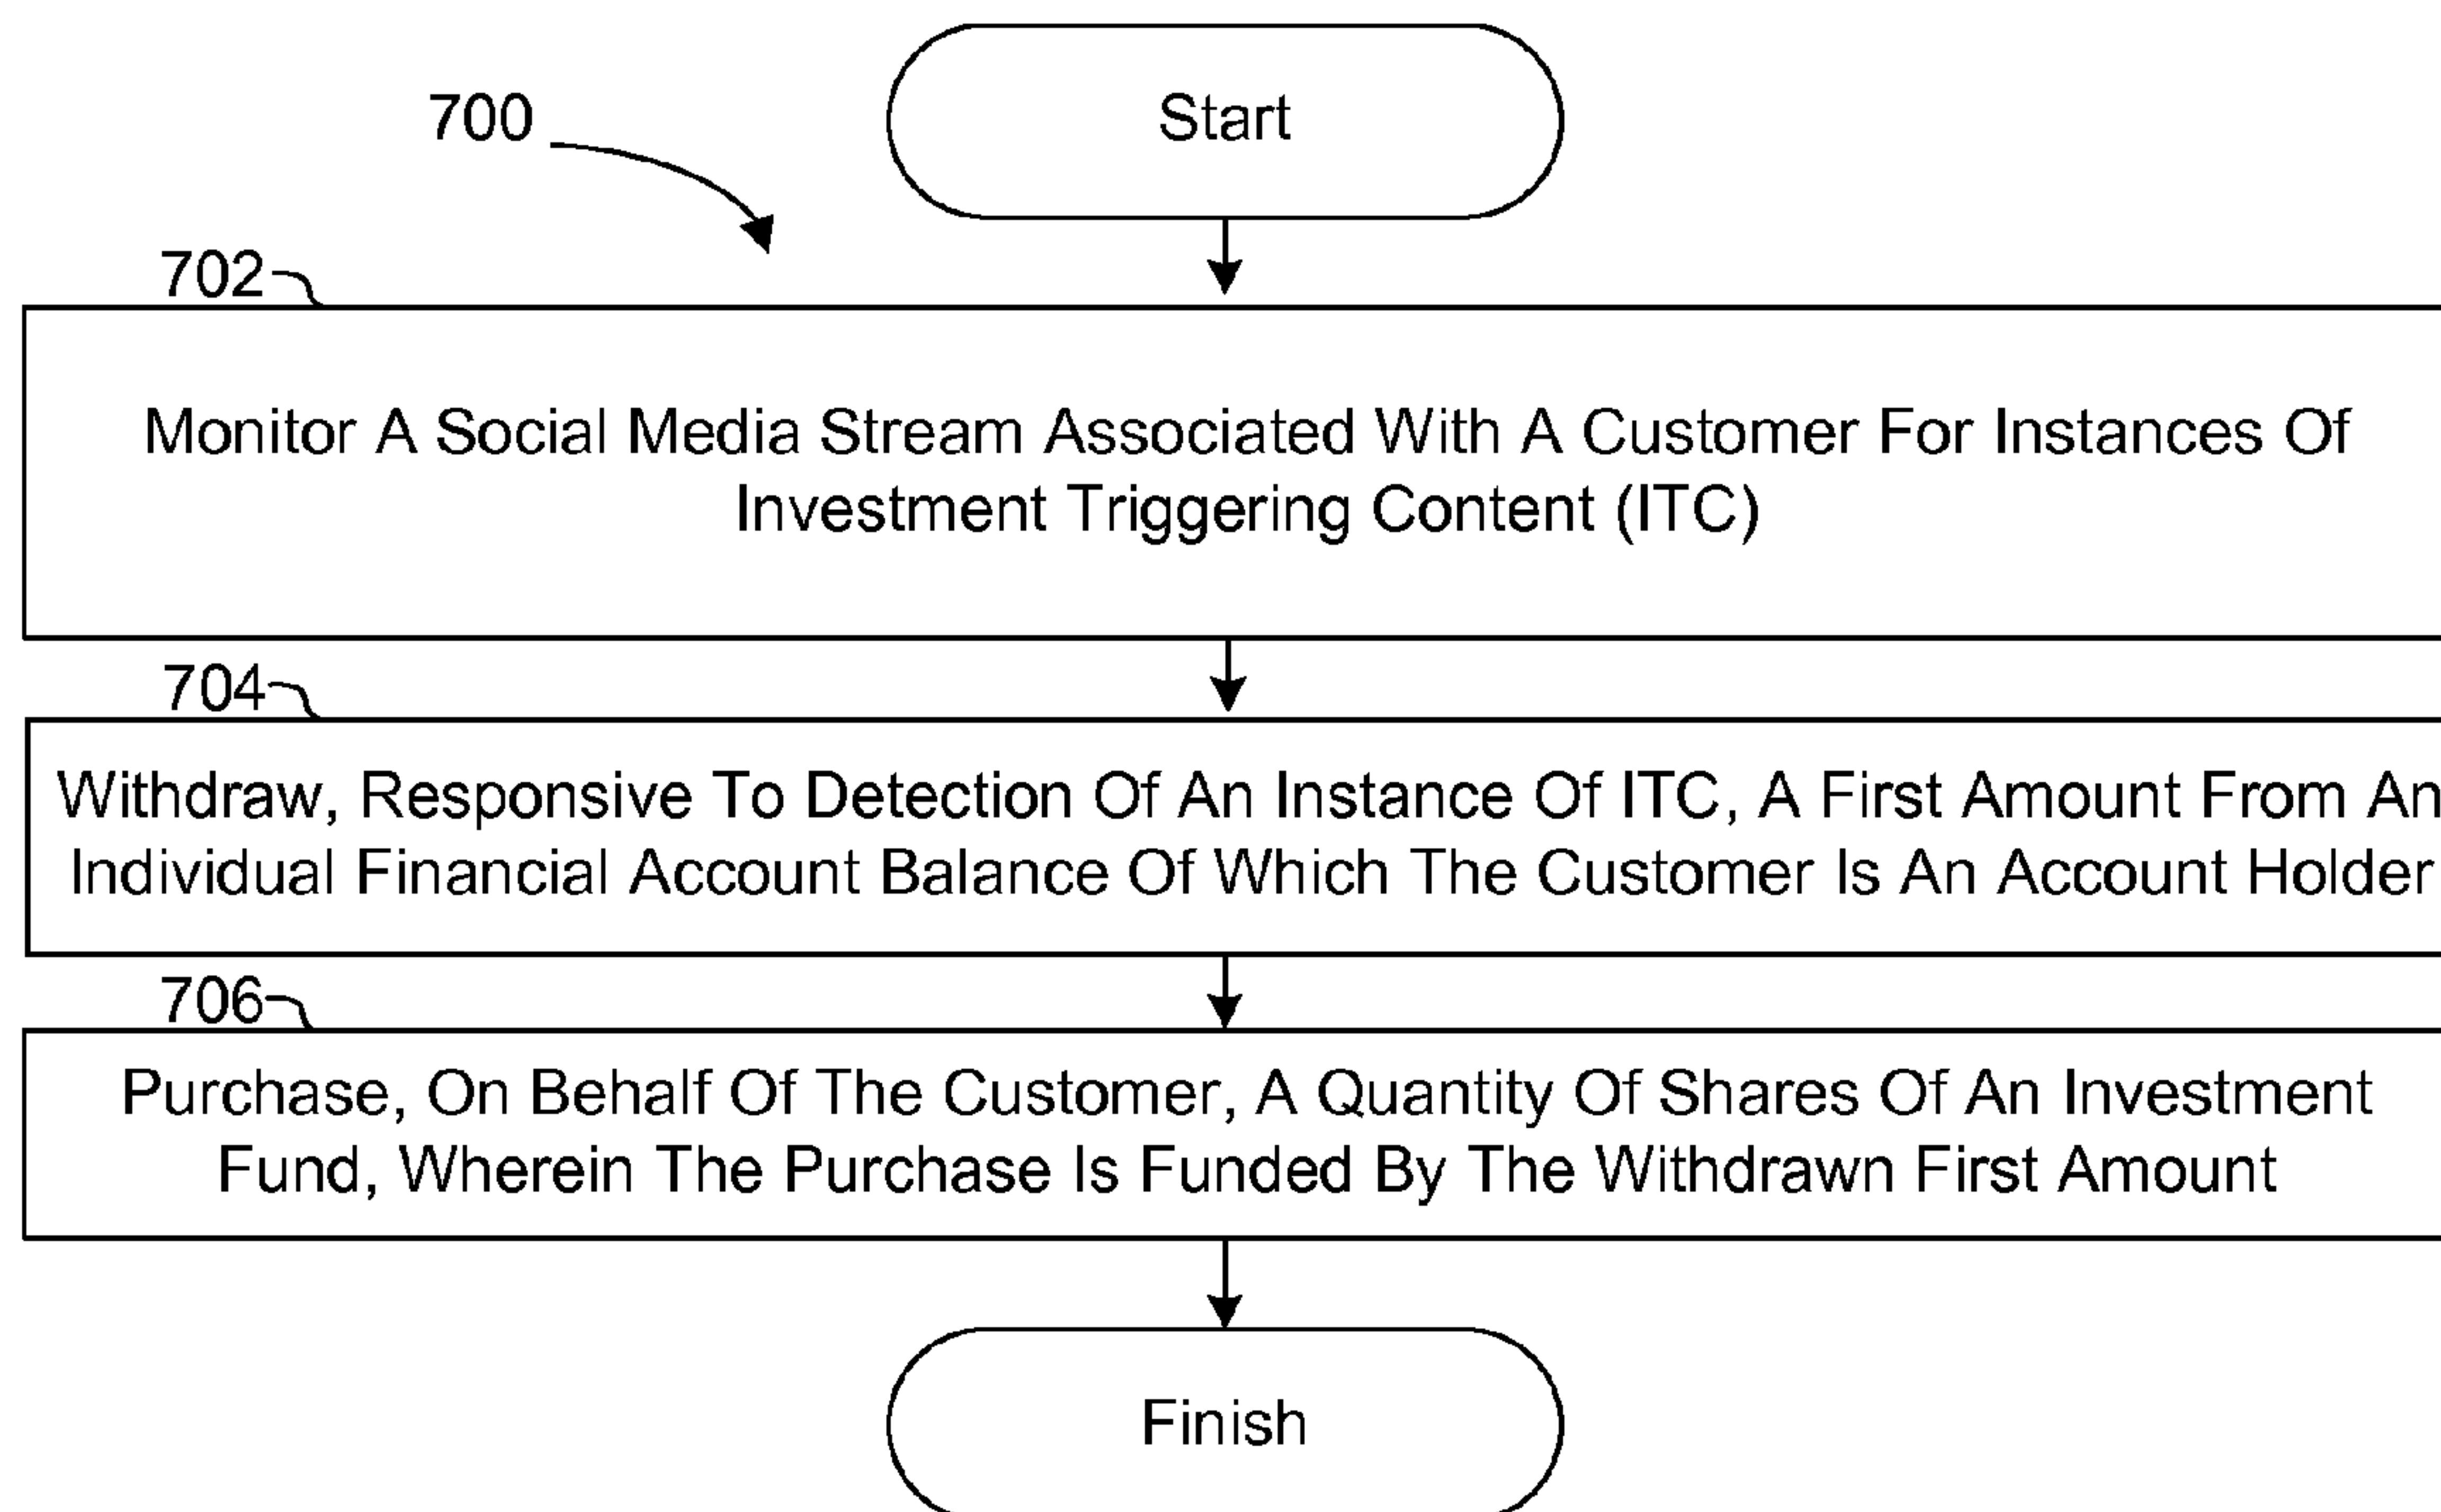 Start
700
702
Monitor A Social Media Stream Associated With A Customer For Instances Of
Investment Triggering Content (ITC)
704
Withdraw, Responsive To Detection Of An Instance Of ITC, A First Amount From An
Individual Financial Account Balance Of Which The Customer Is An Account Holder
706
Purchase, On Behalf Of The Customer, A Quantity Of Shares Of An Investment
Fund, Wherein The Purchase Is Funded By The Withdrawn First Amount
Finish